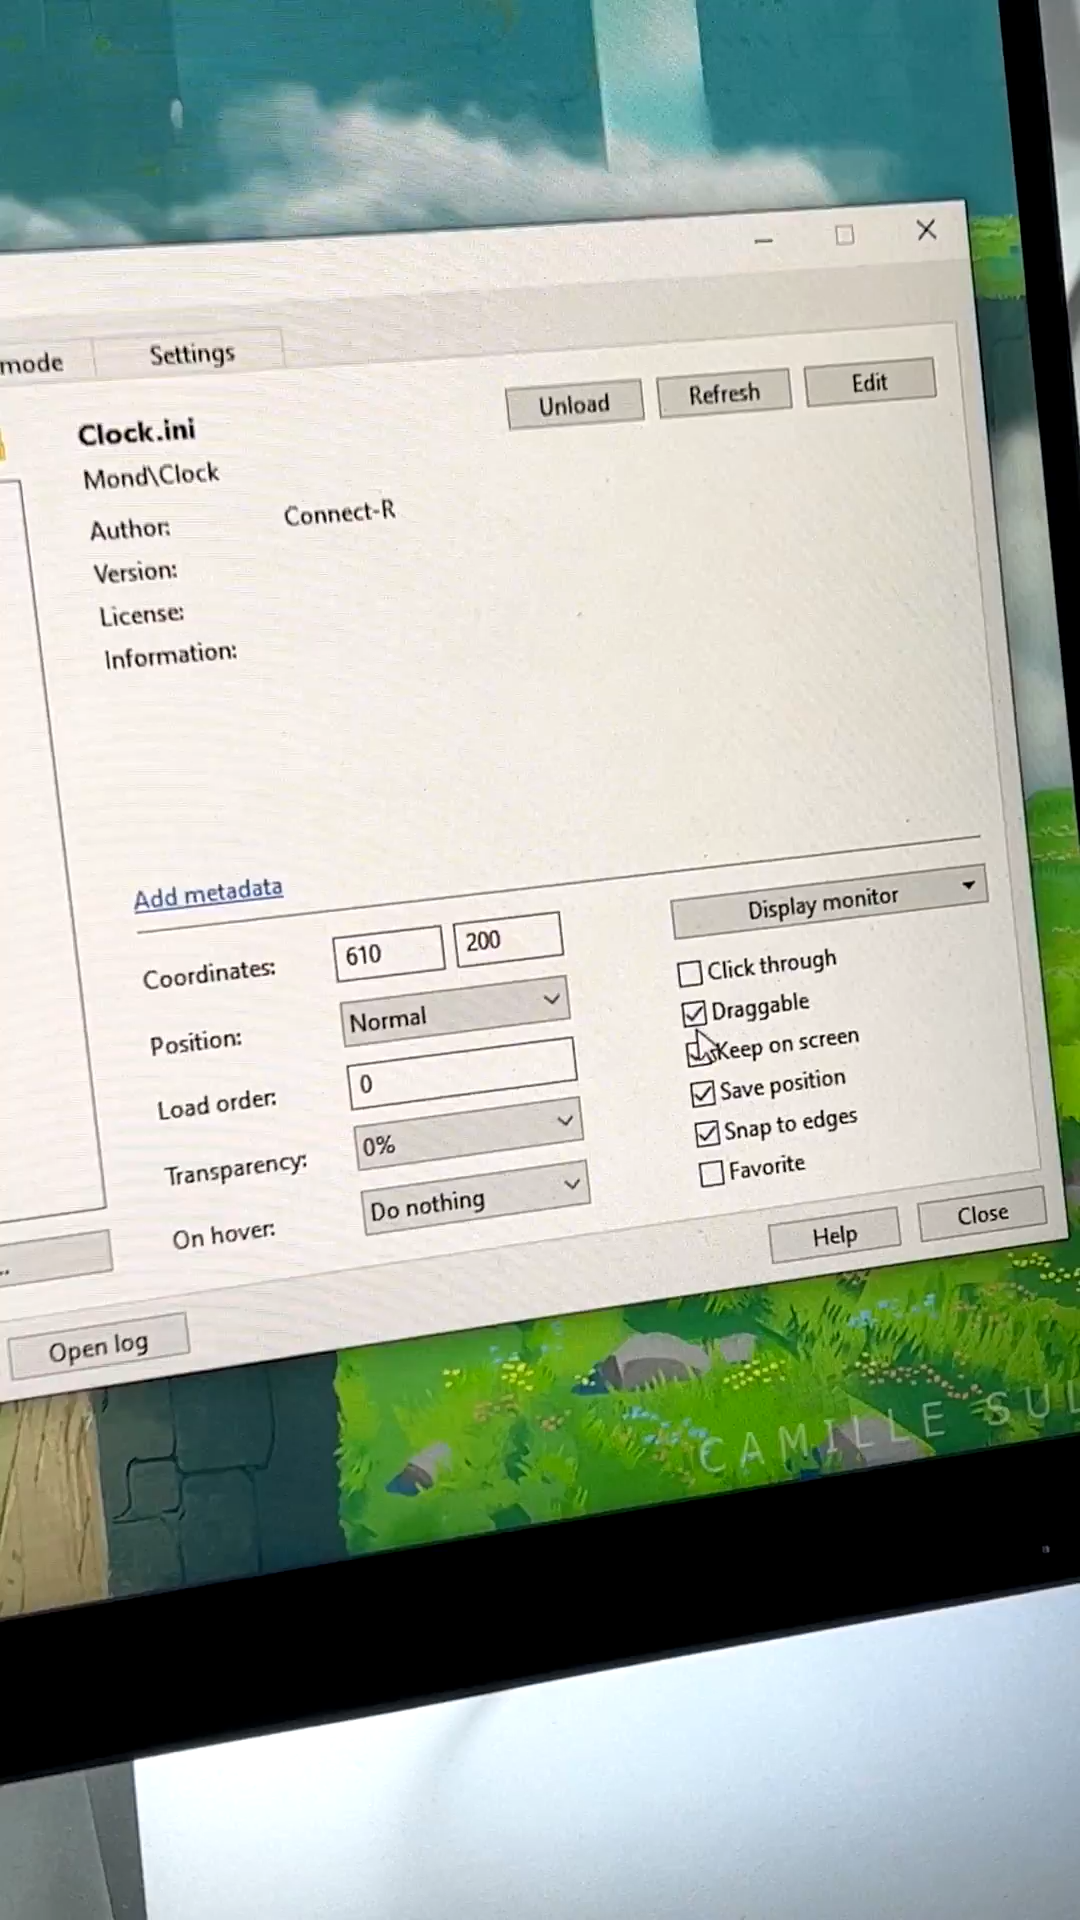 mode
Settings
Unload
Refresh
Edit
Clock.ini
Mond\Clock
Author:
Connect-R
Version:
License:
Information:
Add metadata
Display monitor
Coordinates:
610
200
Click through
Position:
Normal
Draggable
Keep on screen
Load order:
0
Save position
Transparency:
0%
Snap to edges
Favorite
On hover:
Do nothing
Help
Close
..
Open log
CAMILLE SUL